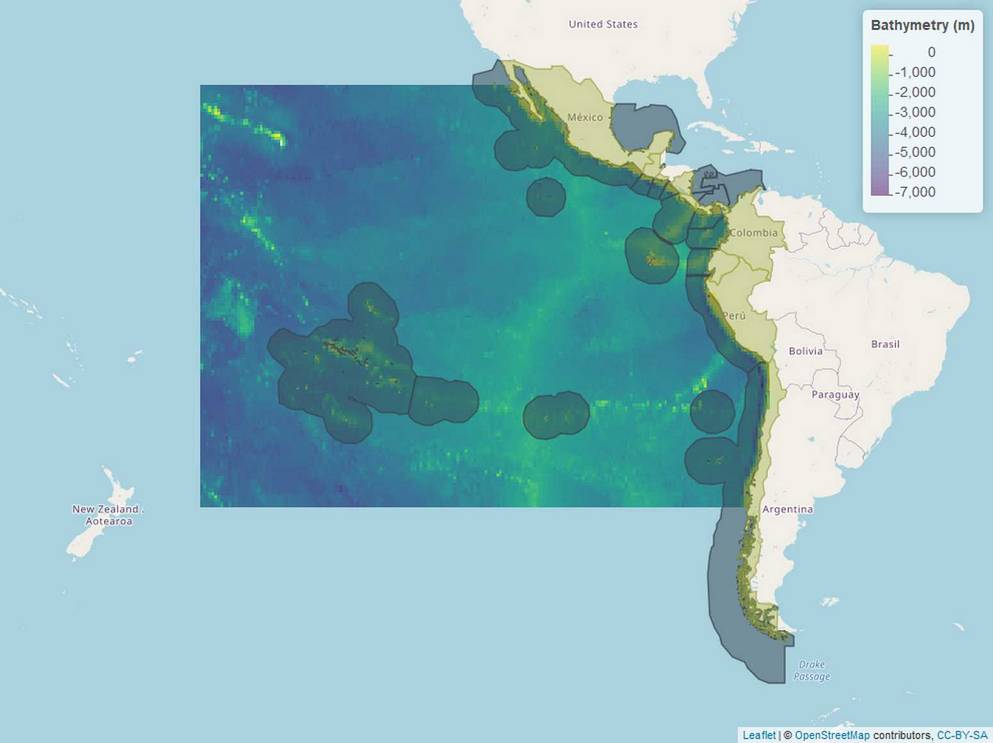 United States
Bathymetry (m)
0
-1,000
-2,000
-3,000
-4,000
-5,000
-6,000
-7,000
México
Colombia
Perú
Bolivia
Brasil
Paraguay
New Zealand
Aotearoa
Argentina
Drake
Passage
Leaflet | © OpenStreetMap contributors, CC-BY-SA